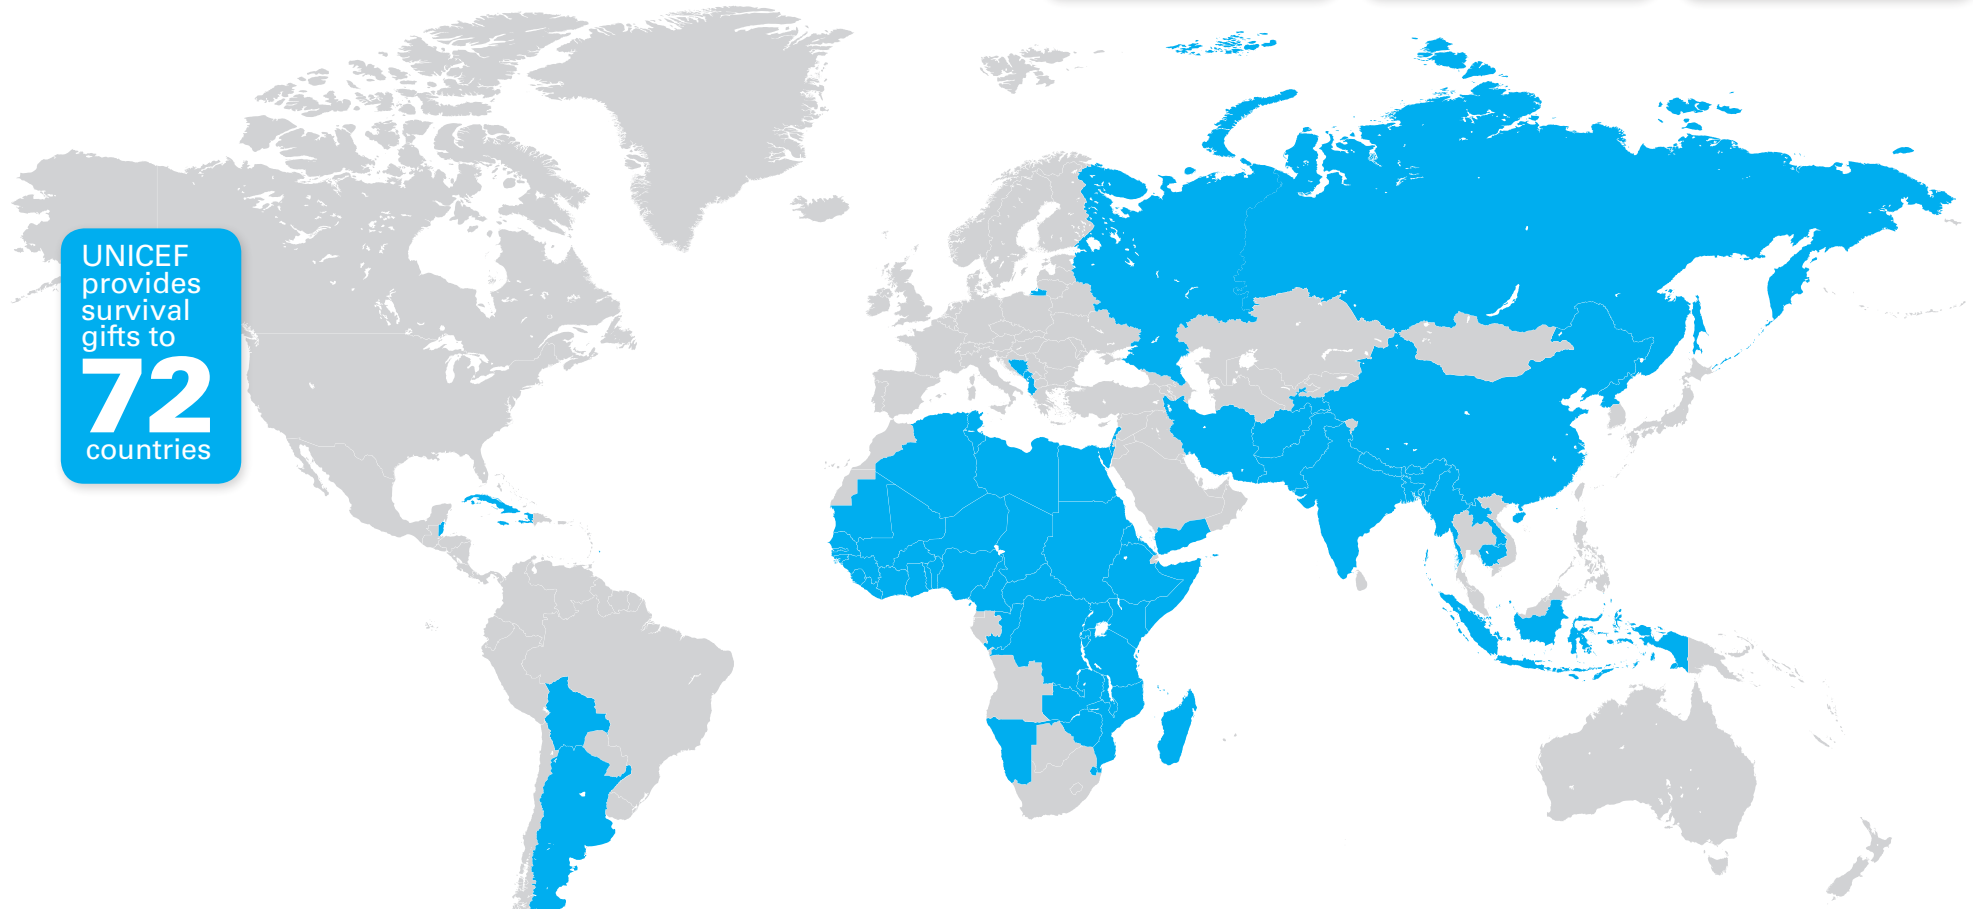 UNICEF
provides
survival
gifts to
72
countries